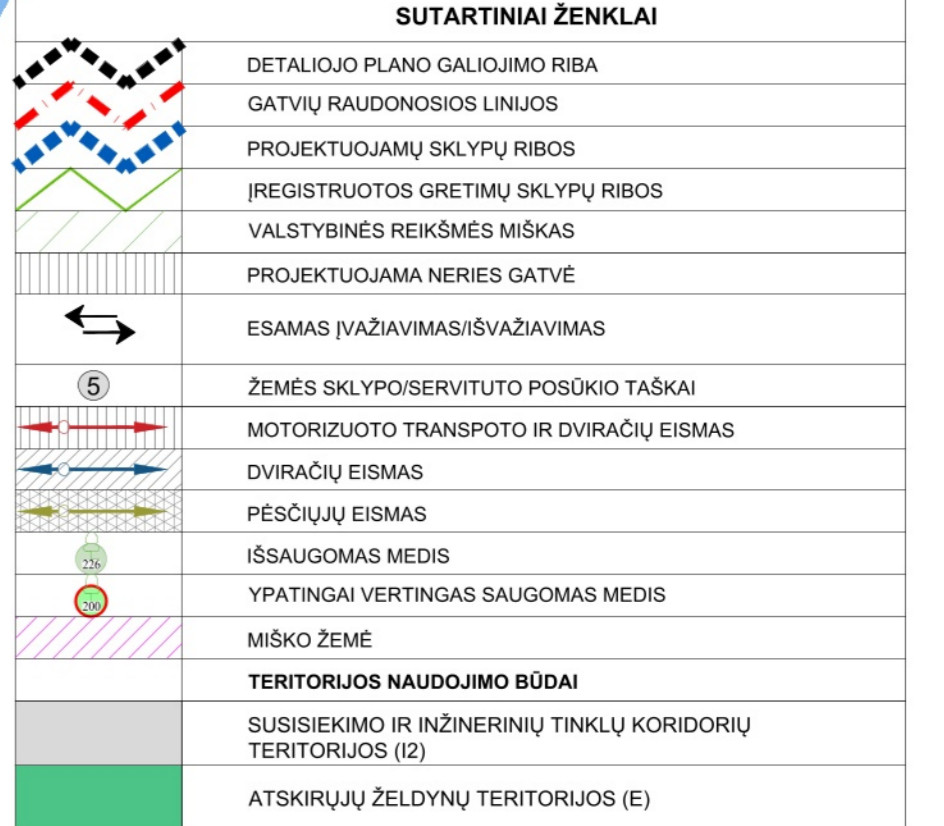 SUTARTINIAI ŽENKLAI
DETALIOJO PLANO GALIOJIMO RIBA
GATVIŲ RAUDONOSIOS LINIJOS
PROJEKTUOJAMŲ SKLYPŲ RIBOS
ĮREGISTRUOTOS GRETIMŲ SKLYPŲ RIBOS
VALSTYBINĖS REIKŠMĖS MIŠKAS
PROJEKTUOJAMA NERIES GATVĖ
ESAMAS ĮVAŽIAVIMAS/IŠVAŽIAVIMAS
5 ŽEMĖS SKLYPO/SERVITUTO POSŪKIO TAŠKAI
MOTORIZUOTO TRANSPOTO IR DVIRAČIŲ EISMAS
DVIRAČIŲ EISMAS
PĖSČIŲJŲ EISMAS
226 IŠSAUGOMAS MEDIS
200 YPATINGAI VERTINGAS SAUGOMAS MEDIS
MIŠKO ŽEMĖ
TERITORIJOS NAUDOJIMO BŪDAI
SUSISIEKIMO IR INŽINERINIŲ TINKLŲ KORIDORIŲ
TERITORIJOS (I2)
ATSKIRŲJŲ ŽELDYNŲ TERITORIJOS (E)